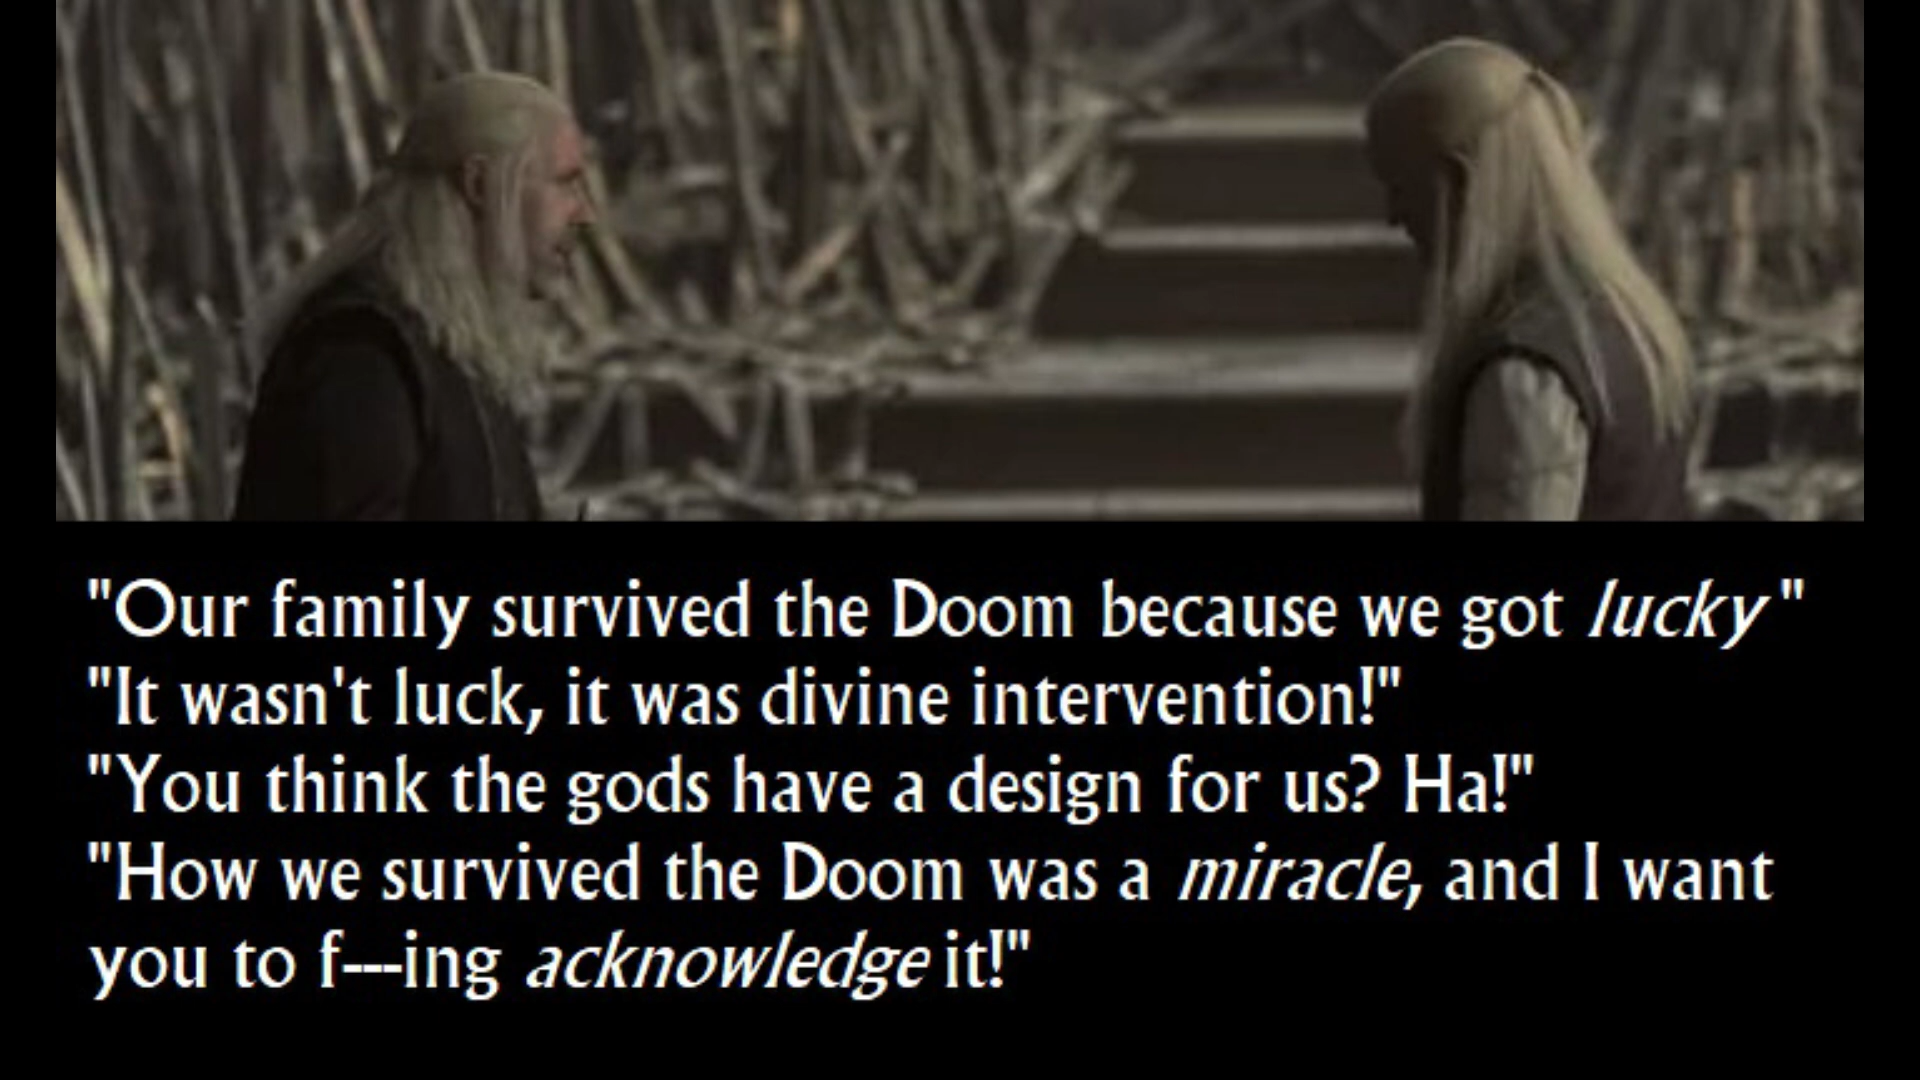 "Our family survived the Doom because we got lucky"
"It wasn't luck, it was divine intervention!"
"You think the gods have a design for us? Ha!"
"How we survived the Doom was a miracle, and I want
you to f---ing acknowledge it!"